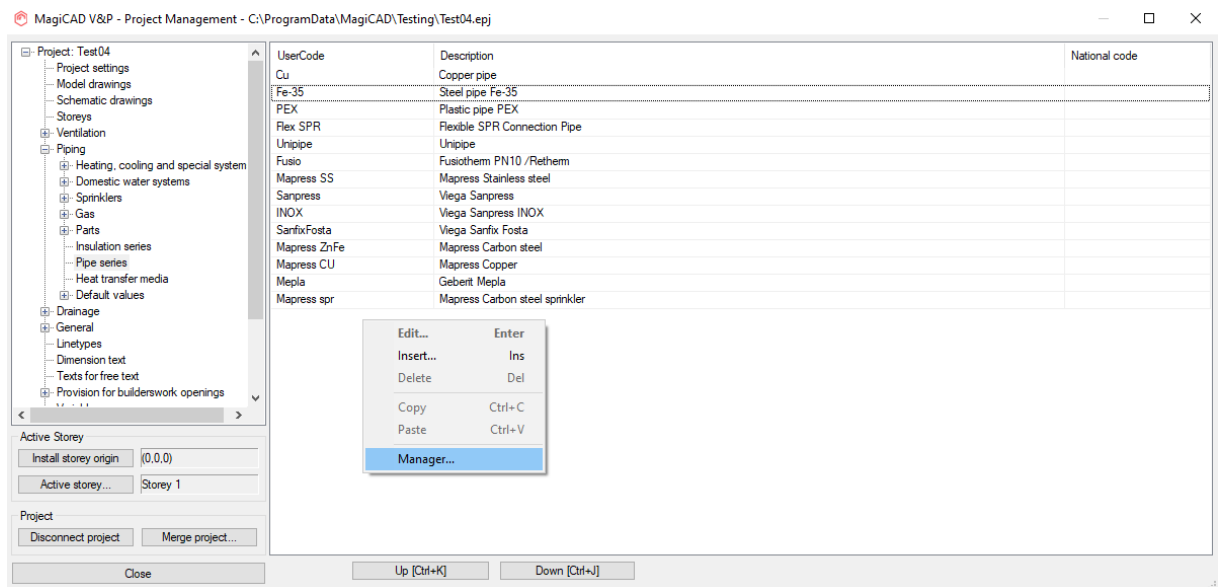 MagiCAD V&P - Project Management - C:\ProgramData\MagiCAD\Testing\Test04.epj
Project: Test04
Project settings
Model drawings
Schematic drawings
Storeys
Ventilation
Piping
Heating, cooling and special system
Domestic water systems
Sprinklers
Gas
Parts
Insulation series
Pipe series
Heat transfer media
Default values
Drainage
General
Linetypes
Dimension text
Texts for free text
Provision for builderswork openings
Active Storey
Install storey origin (0,0,0)
Active storey... Storey 1
Project
Disconnect project Merge project...
Close
UserCode Description National code
Cu Copper pipe
Fe-35 Steel pipe Fe-35
PEX Plastic pipe PEX
Flex SPR Flexible SPR Connection Pipe
Unipipe Unipipe
Fusio Fusiotherm PN10 /Retherm
Mapress SS Mapress Stainless steel
Sanpress Viega Sanpress
INOX Viega Sanpress INOX
SanfixFosta Viega Sanfix Fosta
Mapress ZnFe Mapress Carbon steel
Mapress CU Mapress Copper
Mepla Geberit Mepla
Mapress spr Mapress Carbon steel sprinkler
Edit... Enter
Insert... Ins
Delete Del
Copy Ctrl+C
Paste Ctrl+V
Manager...
Up [Ctrl+K] Down [Ctrl+J]